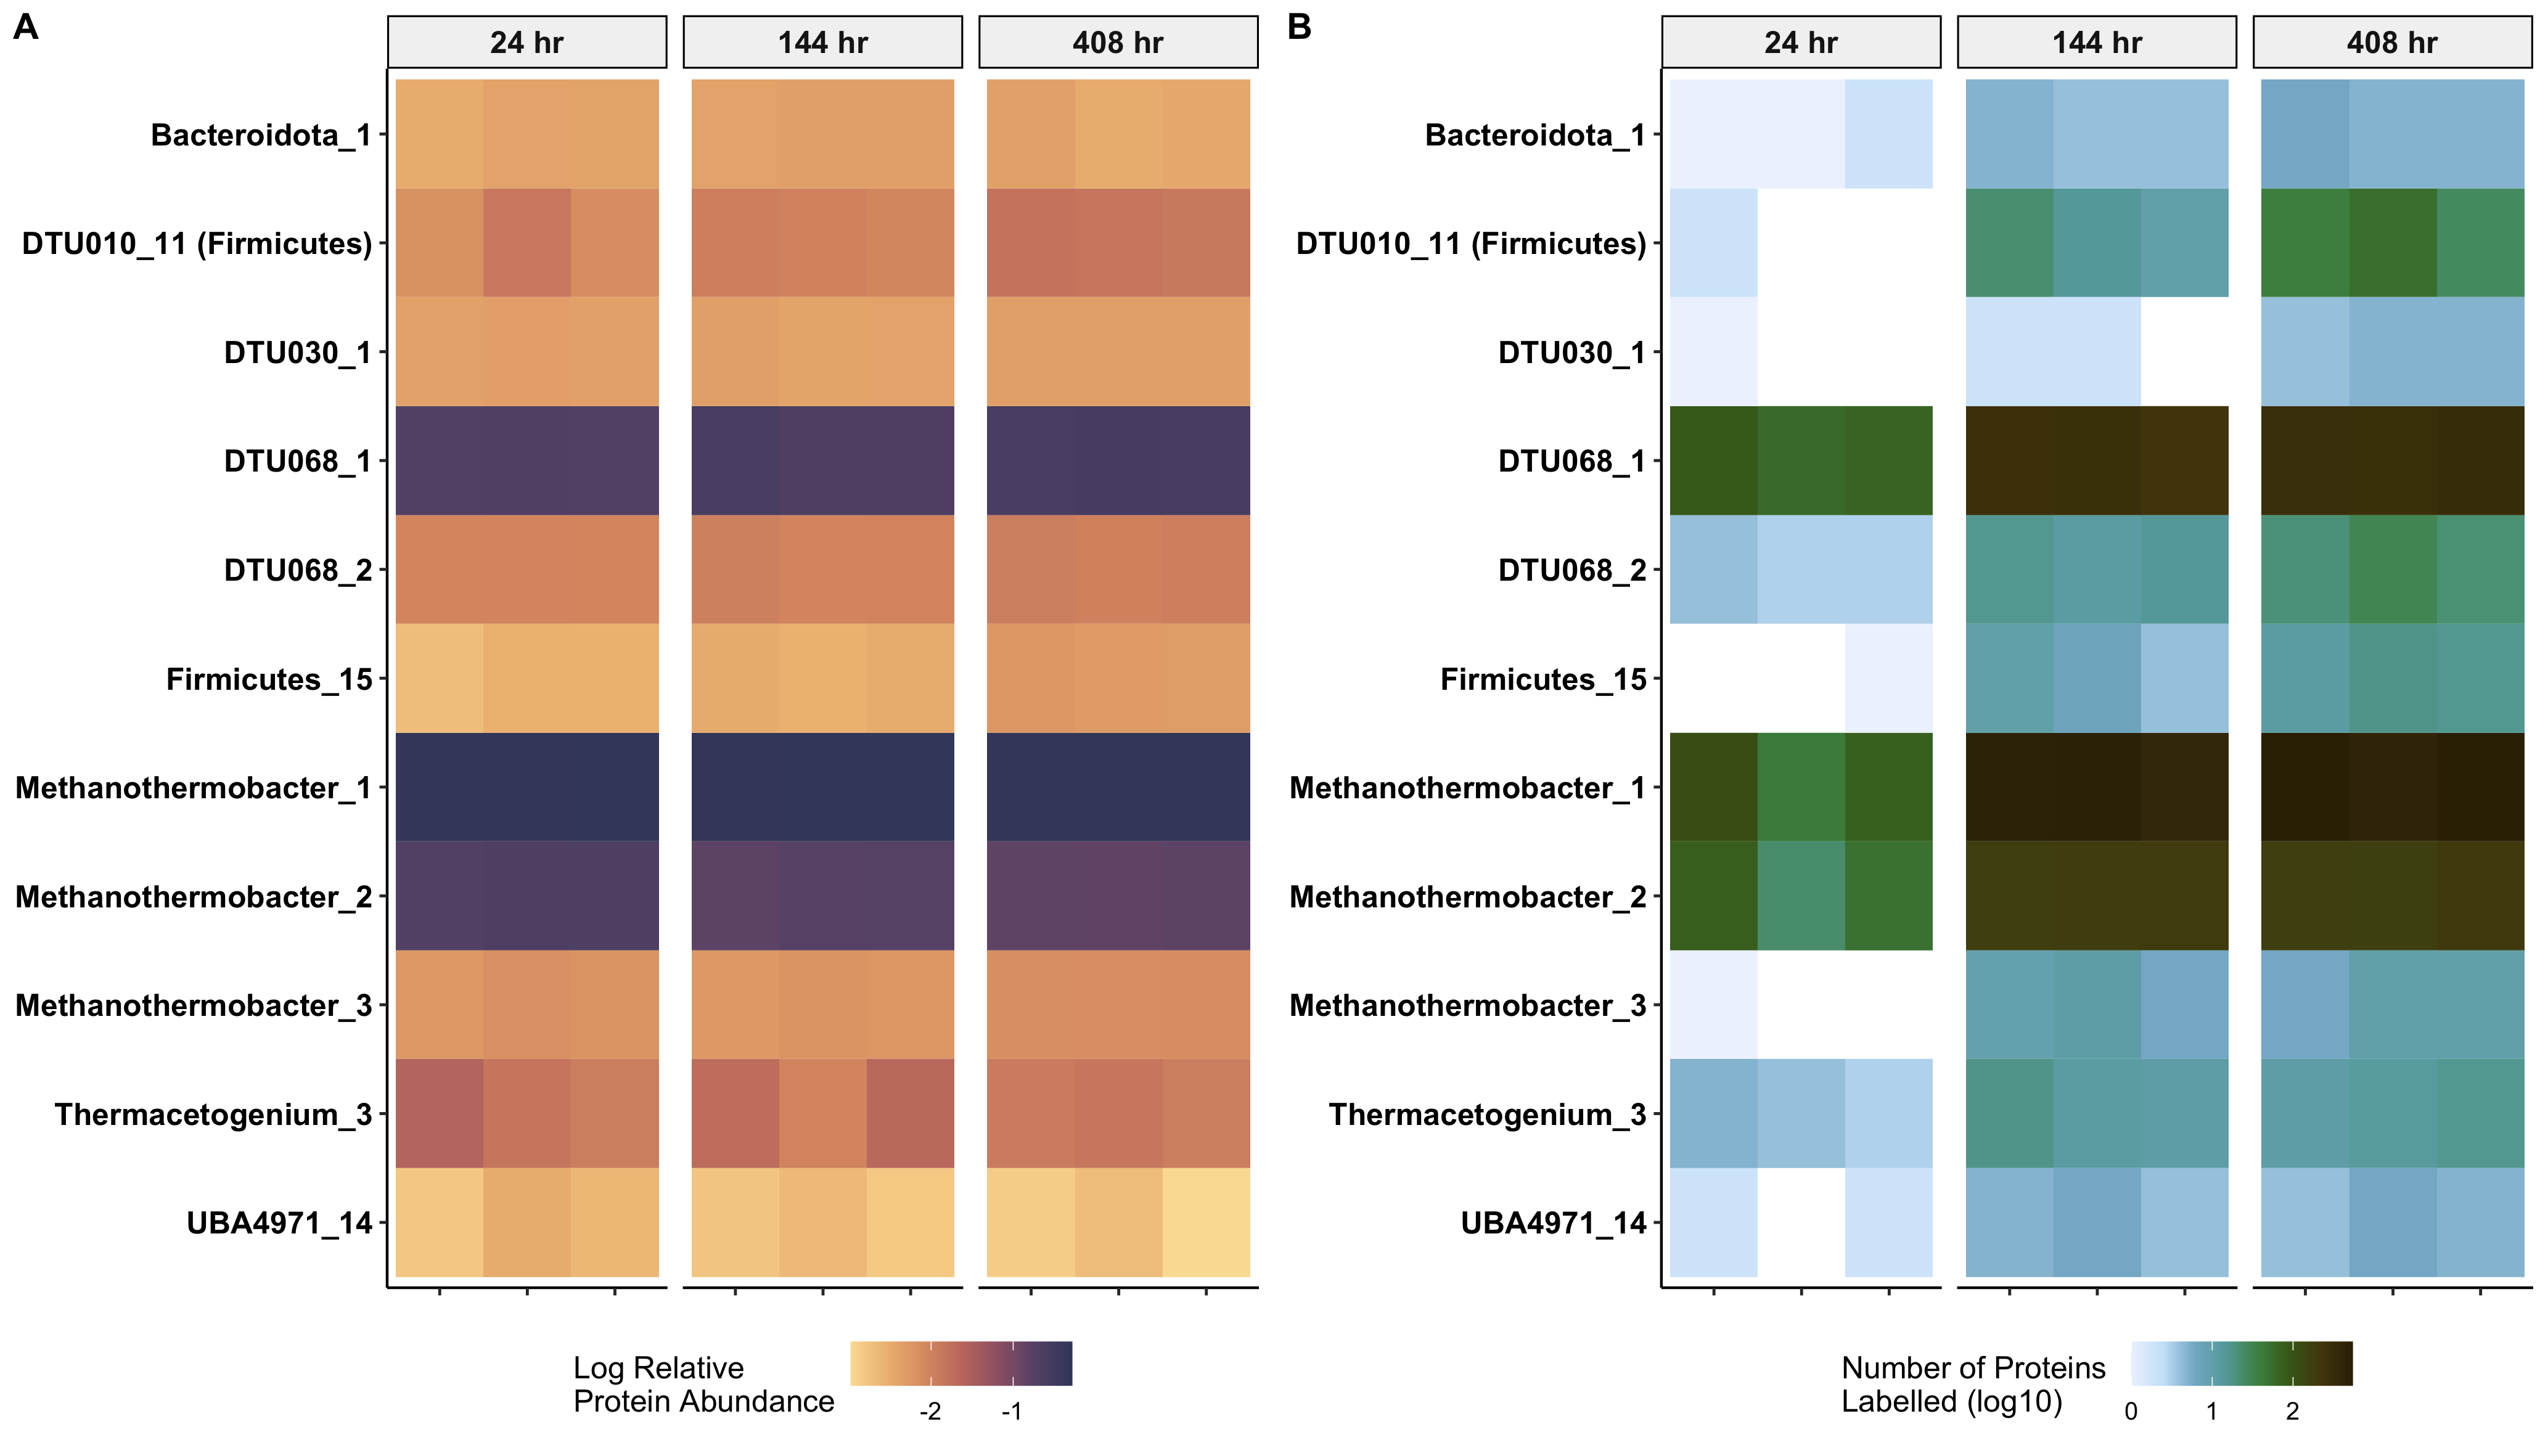 A
24 hr
144 hr
408 hr
Bacteroidota_1
DTU010_11 (Firmicutes)
DTU030_1
DTU068_1
DTU068_2
Firmicutes_15
Methanothermobacter_1
Methanothermobacter_2
Methanothermobacter_3
Thermacetogenium_3
UBA4971_14
Log Relative
Protein Abundance
-2
-1
B
24 hr
144 hr
408 hr
Bacteroidota_1
DTU010_11 (Firmicutes)
DTU030_1
DTU068_1
DTU068_2
Firmicutes_15
Methanothermobacter_1
Methanothermobacter_2
Methanothermobacter_3
Thermacetogenium_3
UBA4971_14
Number of Proteins
Labelled (log10)
0
1
2